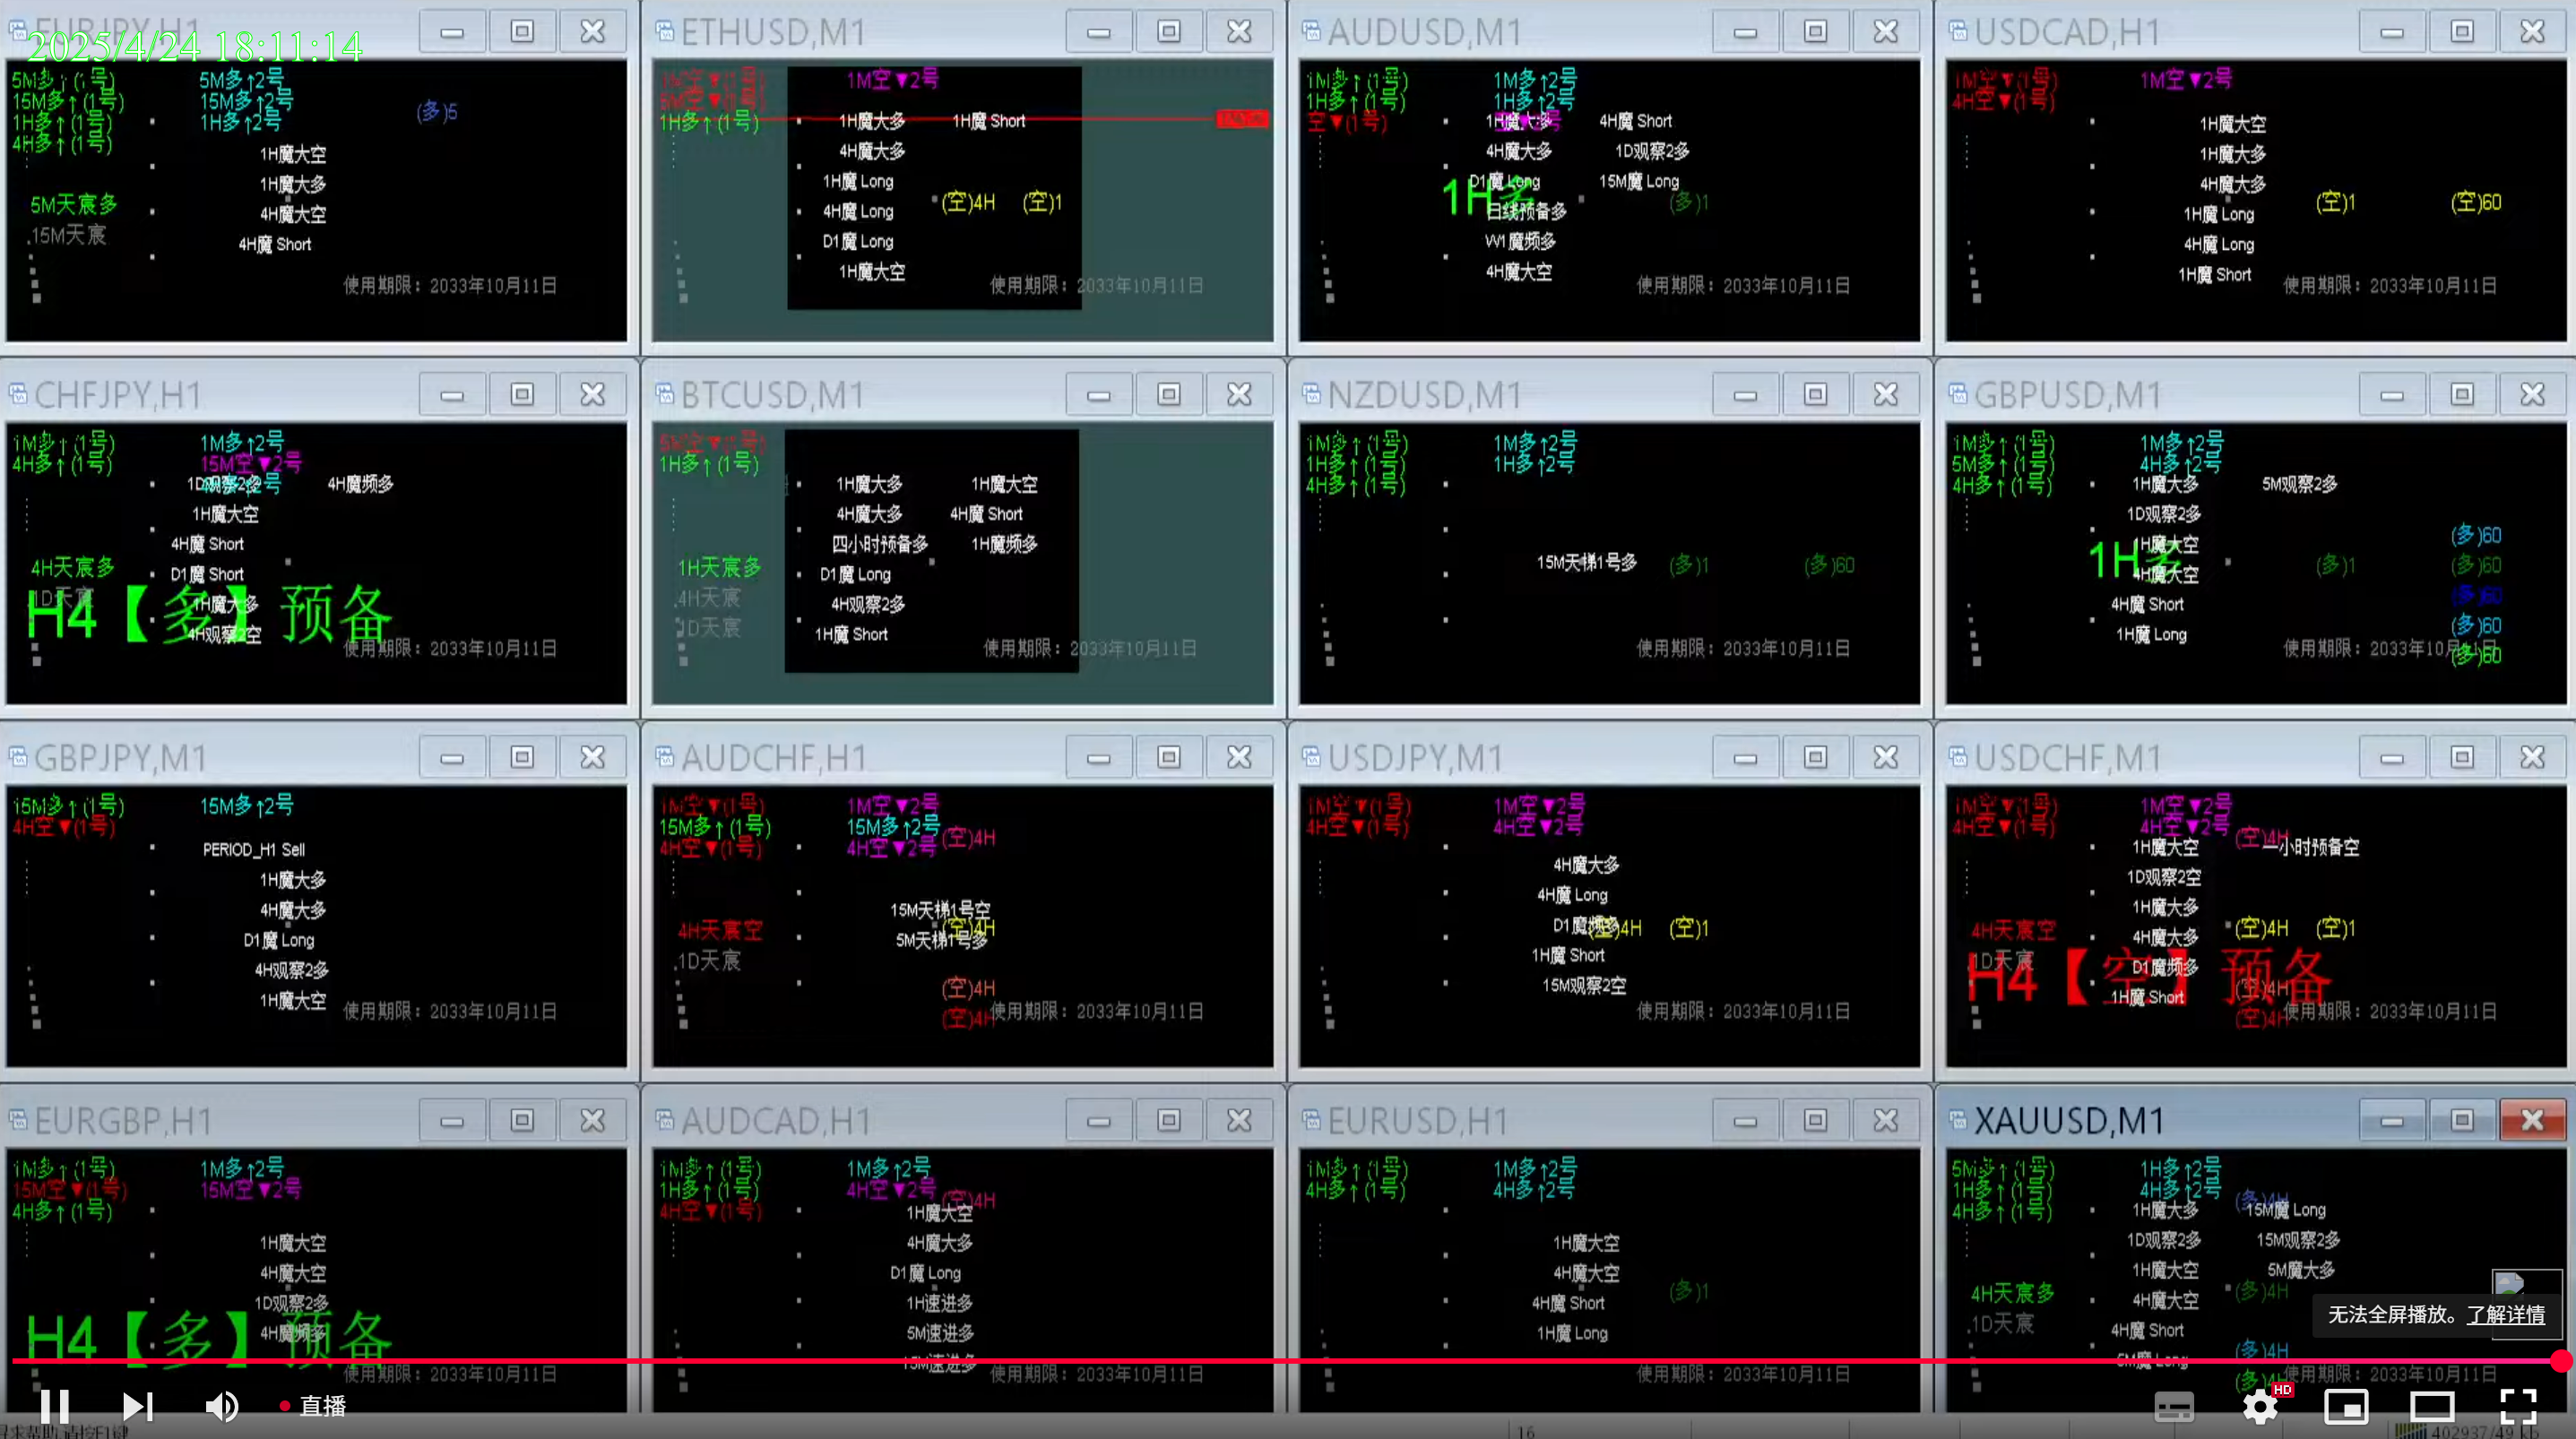 EURJPY,H1
2025/4/24 18:11:14
5M多↑(1号) 5M多↑2号
15M多↑(1号) 15M多↑2号
1H多↑(1号) 1H多↑2号
4H多↑(1号)
(多)5
1H魔大空
1H魔大多
5M天宸多 4H魔大空
.15M天宸 4H魔 Short
使用期限：2033年10月11日
ETHUSD,M1
1M空▼2号
5M空▼(1号)
1H多↑(1号) 1H魔大多 1H魔 Short
4H魔大多
1H魔 Long (空)4H (空)1
4H魔 Long
D1魔 Long
1H魔大空
使用期限：2033年10月11日
AUDUSD,M1
1M多↑(1号) 1M多↑2号
1H多↑(1号) 1H多↑2号
空▼(1号) 1H魔大多 4H魔 Short
4H魔大多 1D观察2多
D1魔 Long 15M魔 Long
1H多 (多)1
日线预备多
W1魔频多
4H魔大空
使用期限：2033年10月11日
USDCAD,H1
1M空▼(1号) 1M空▼2号
4H空▼(1号)
1H魔大空
1H魔大多
4H魔大多
1H魔 Long (空)1 (空)60
4H魔 Long
1H魔 Short
使用期限：2033年10月11日
CHFJPY,H1
1M多↑(1号) 1M多↑2号
4H多↑(1号) 15M空▼2号
1D观察2多 4H魔频多
1H魔大空
4H魔 Short
4H天宸多 D1魔 Short
.1D天宸 1H魔大多
H4【多】预备
4H观察2空
使用期限：2033年10月11日
BTCUSD,M1
5M空▼(1号)
1H多↑(1号)
1H魔大多 1H魔大空
4H魔大多 4H魔 Short
四小时预备多 1H魔频多
1H天宸多 D1魔 Long
.4H天宸 4H观察2多
1D天宸 1H魔 Short
使用期限：2033年10月11日
NZDUSD,M1
1M多↑(1号) 1M多↑2号
1H多↑(1号) 1H多↑2号
4H多↑(1号)
15M天梯1号多 (多)1 (多)60
使用期限：2033年10月11日
GBPUSD,M1
1M多↑(1号) 1M多↑2号
5M多↑(1号) 4H多↑2号
4H多↑(1号) 1H魔大多 5M观察2多
1D观察2多
1H魔大空 (多)60
1H多 (多)1 (多)60
4H魔大空
(多)60
4H魔 Short (多)60
1H魔 Long (多)60
使用期限：2033年10月11日
GBPJPY,M1
15M多↑(1号) 15M多↑2号
4H空▼(1号)
PERIOD_H1 Sell
1H魔大多
4H魔大多
D1魔 Long
4H观察2多
1H魔大空
使用期限：2033年10月11日
AUDCHF,H1
1M空▼(1号) 1M空▼2号
15M多↑(1号) 15M多↑2号
4H空▼(1号) 4H空▼2号 (空)4H
15M天梯1号空
4H天宸空 (空)4H
5M天梯1号多
.1D天宸
(空)4H
(空)4H
使用期限：2033年10月11日
USDJPY,M1
1M空▼(1号) 1M空▼2号
4H空▼(1号) 4H空▼2号
4H魔大多
4H魔 Long
D1魔频多 (空)4H (空)1
1H魔 Short
15M观察2空
使用期限：2033年10月11日
USDCHF,M1
1M空▼(1号) 1M空▼2号
4H空▼(1号) 4H空▼2号 (空)4H
1H魔大空 一小时预备空
1D观察2空
1H魔大多
4H天宸空 4H魔大多 (空)4H (空)1
.1D天宸 D1魔频多
H4【空】预备
1H魔 Short (空)4H
(空)4H
使用期限：2033年10月11日
EURGBP,H1
1M多↑(1号) 1M多↑2号
15M空▼(1号) 15M空▼2号
4H多↑(1号)
1H魔大空
4H魔大空
1D观察2多
4H魔频多
H4【多】预备
使用期限：2033年10月11日
AUDCAD,H1
1M多↑(1号) 1M多↑2号
1H多↑(1号) 4H空▼2号 (空)4H
4H空▼(1号) 1H魔大空
4H魔大多
D1魔 Long
1H速进多
5M速进多
15M速进多
使用期限：2033年10月11日
EURUSD,H1
1M多↑(1号) 1M多↑2号
4H多↑(1号) 4H多↑2号
1H魔大空
4H魔大空
4H魔 Short (多)1
1H魔 Long
使用期限：2033年10月11日
XAUUSD,M1
5M多↑(1号) 1H多↑2号
1H多↑(1号) 4H多↑2号 (多)4H
4H多↑(1号) 1H魔大多 15M魔 Long
1D观察2多 15M观察2多
1H魔大空 5M魔大多
4H天宸多 4H魔大空 (多)4H
.1D天宸 4H魔 Short
(多)4H
5M魔 Long
使用期限：2033年10月11日
无法全屏播放。了解详情
直播
HD
16
402937/49 kb